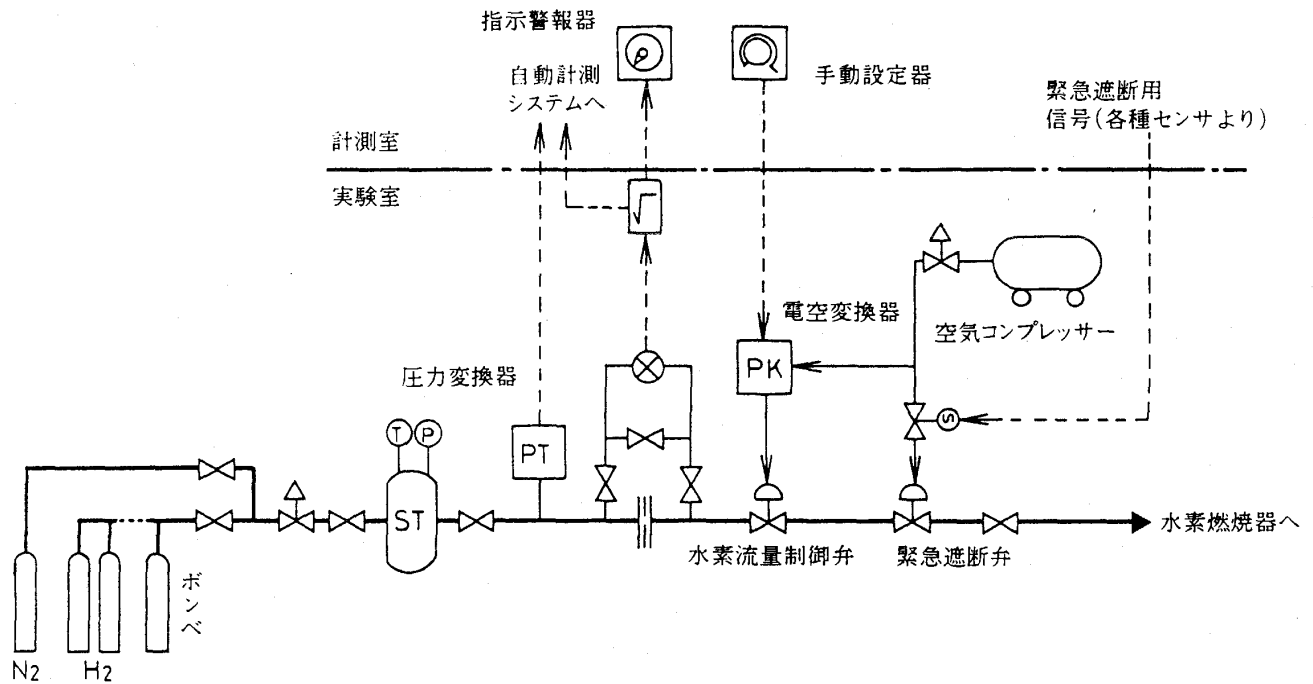 指示警報器
自動計測
システムへ
手動設定器
緊急遮断用
信号(各種センサより)
計測室
実験室
電空変換器
空気コンプレッサー
圧力変換器
PK
S
T
P
PT
ST
水素燃焼器へ
水素流量制御弁
緊急遮断弁
ボンベ
N2
H2